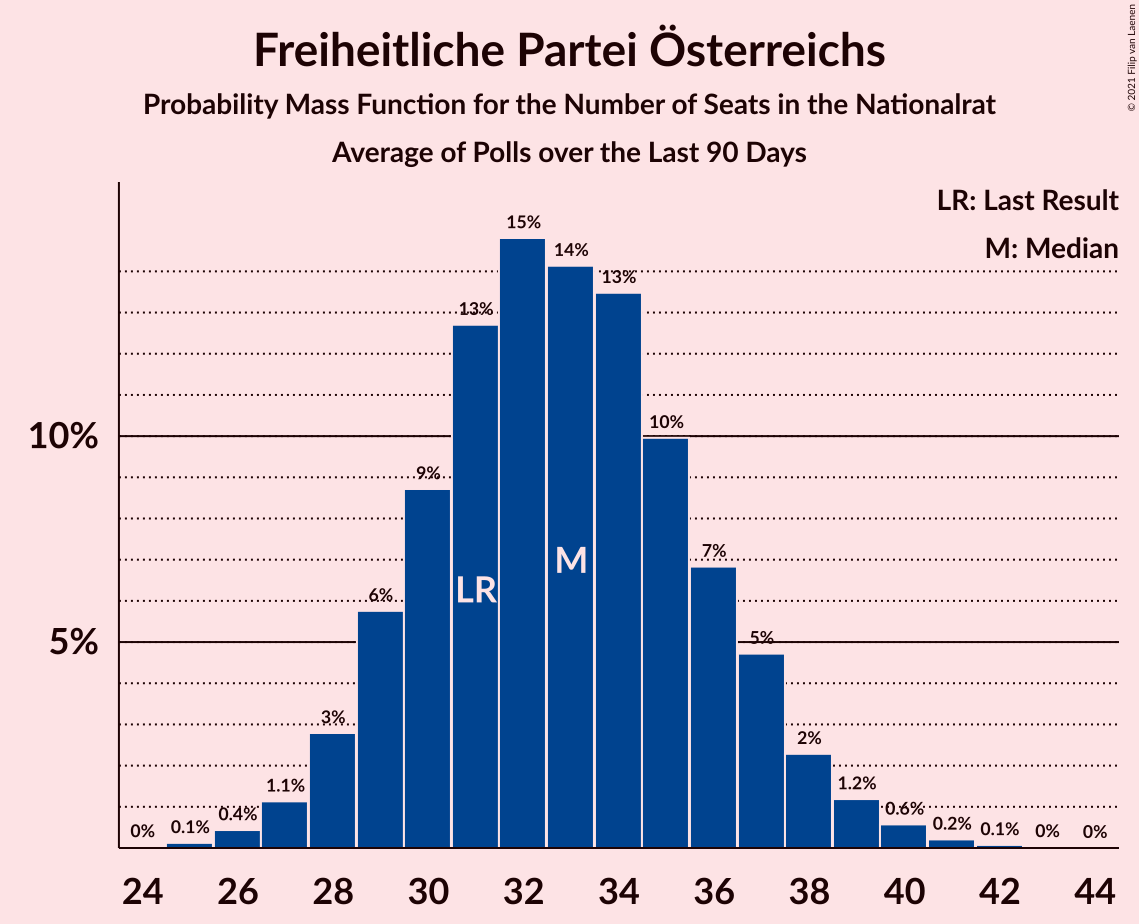 Freiheitliche Partei Österreichs
Probability Mass Function for the Number of Seats in the Nationalrat
Average of Polls over the Last 90 Days
© 2021 Filip van Laenen
LR: Last Result
M: Median
10%
5%
0%
0.1%
0.4%
1.1%
3%
6%
9%
13%
15%
14%
13%
10%
7%
5%
2%
1.2%
0.6%
0.2%
0.1%
0%
0%
LR
M
24 26 28 30 32 34 36 38 40 42 44